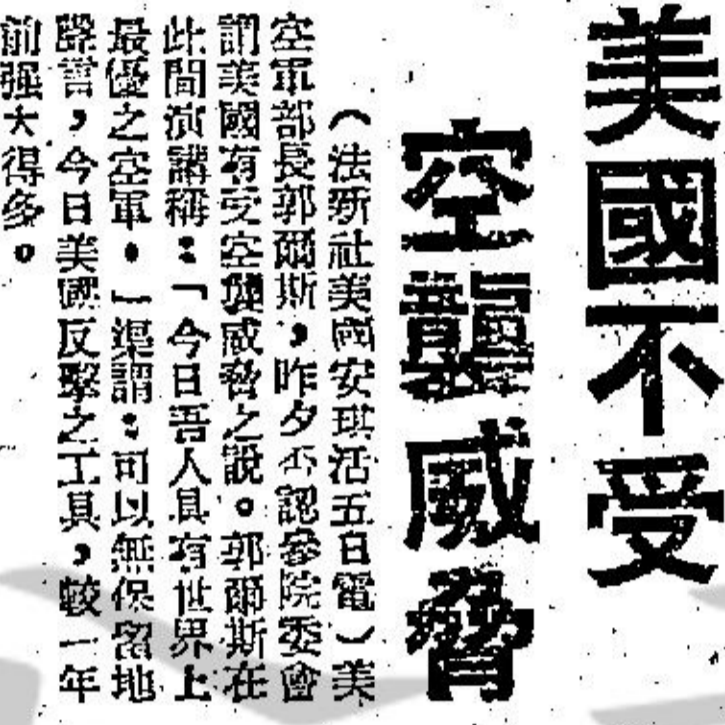 美國不受
空襲威脅
（法新社美國安琪活五日電）美
空軍部長郭爾斯，昨夕不認參院委會
謂美國有受空襲威脅之說。郭爾斯在
此間演講稱：「今日吾人具有世界上
最優之空軍。」渠謂：可以無保留地
聲言，今日美國反擊之工具，較一年
前强大得多。